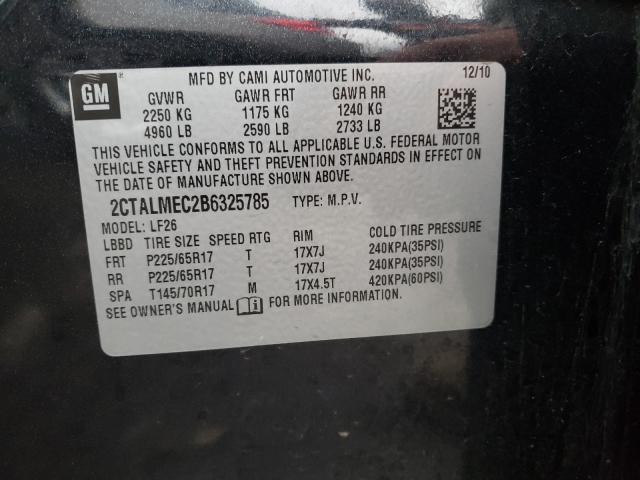 GM
MFD BY CAMI AUTOMOTIVE INC. 12/10
GVWR GAWR FRT GAWR RR
2250 KG 1175 KG 1240 KG
4960 LB 2590 LB 2733 LB
THIS VEHICLE CONFORMS TO ALL APPLICABLE U.S. FEDERAL MOTOR
VEHICLE SAFETY AND THEFT PREVENTION STANDARDS IN EFFECT ON
THE DATE OF MANUFACTURE SHOWN ABOVE.
2CTALMEC2B6325785 TYPE: M.P.V.
MODEL: LF26
LBBD TIRE SIZE SPEED RTG RIM COLD TIRE PRESSURE
FRT P225/65R17 T 17X7J 240KPA(35PSI)
RR P225/65R17 T 17X7J 240KPA(35PSI)
SPA T145/70R17 M 17X4.5T 420KPA(60PSI)
SEE OWNER'S MANUAL FOR MORE INFORMATION.